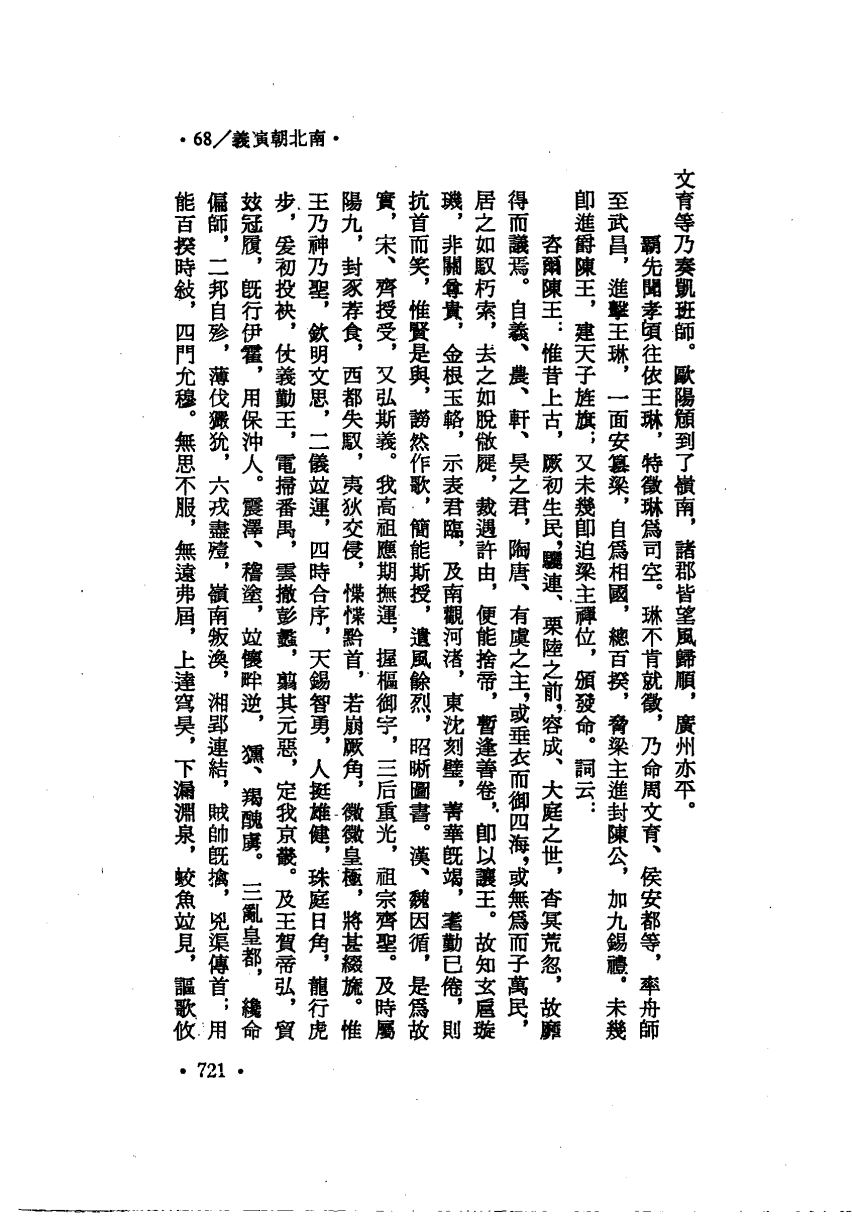 ·68/義演朝北南·
文育等乃奏凱班師。歐陽頠到了嶺南，諸郡皆望風歸順，廣州亦平。
霸先聞孝頃往依王琳，特徵琳爲司空。琳不肯就徵，乃命周文育、侯安都等，率舟師
至武昌，進擊王琳，一面安篡梁，自爲相國，總百揆，脅梁主進封陳公，加九錫禮。未幾
卽進爵陳王，建天子旌旗；又未幾卽迫梁主禪位，頒發命。詞云：
咨爾陳王：惟昔上古，厥初生民，驪連、栗陸之前，容成、大庭之世，杳冥荒忽，故靡
得而議焉。自羲、農、軒、昊之君，陶唐、有虞之主，或垂衣而御四海，或無爲而子萬民，
居之如馭朽索，去之如脫敝屣，裁遇許由，便能捨帝，暫逢善卷，卽以讓王。故知玄扈璇
璣，非關尊貴，金根玉輅，示表君臨，及南觀河渚，東沈刻璧，菁華旣竭，耄勤已倦，則
抗首而笑，惟賢是與，謗然作歌，簡能斯授，遺風餘烈，昭晰圖書。漢、魏因循，是爲故
實，宋、齊授受，又弘斯義。我高祖應期撫運，握樞御宇，三后重光，祖宗齊聖。及時屬
陽九，封豕荐食，西都失馭，夷狄交侵，惵惵黔首，若崩厥角，微微皇極，將甚綴旒。惟
王乃神乃聖，欽明文思，二儀竝運，四時合序，天錫智勇，人挺雄健，珠庭日角，龍行虎
步，爰初投袂，仗義勤王，電掃番禺，雲撤彭蠡，翦其元惡，定我京畿。及王賀帝弘，貿
玆冠履，旣行伊霍，用保沖人。震澤、稽塗，竝懷畔逆，獯、羯醜虜。三亂皇都，纔命
偏師，二邦自殄，薄伐玁狁，六戎盡殪，嶺南叛渙，湘郢連結，賊帥旣擒，兇渠傳首；用
能百揆時敍，四門允穆。無思不服，無遠弗屆，上達穹昊，下漏淵泉，蛟魚竝見，謳歌攸
·721·